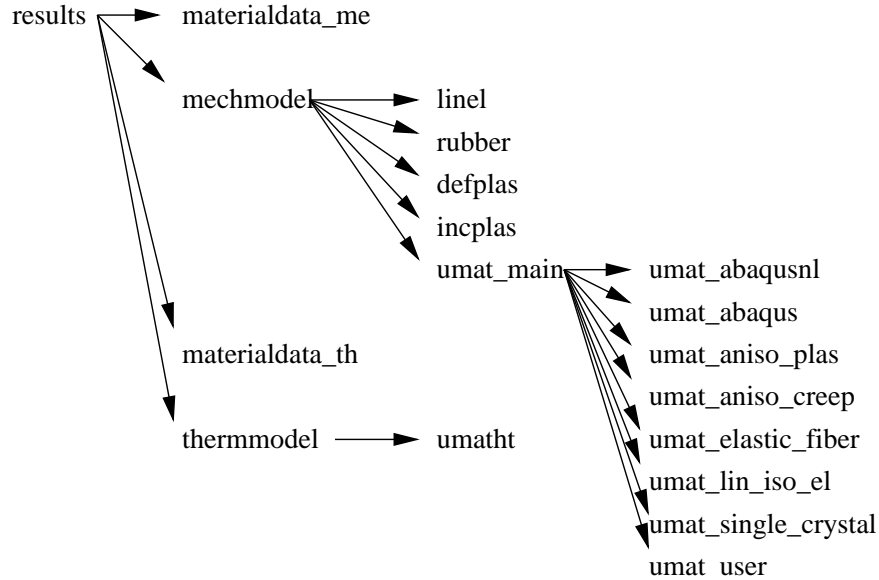 results
materialdata_me
mechmodel
linel
rubber
defplas
incplas
umat_main
umat_abaqusnl
umat_abaqus
umat_aniso_plas
umat_aniso_creep
umat_elastic_fiber
umat_lin_iso_el
umat_single_crystal
umat_user
materialdata_th
thermmodel
umatht